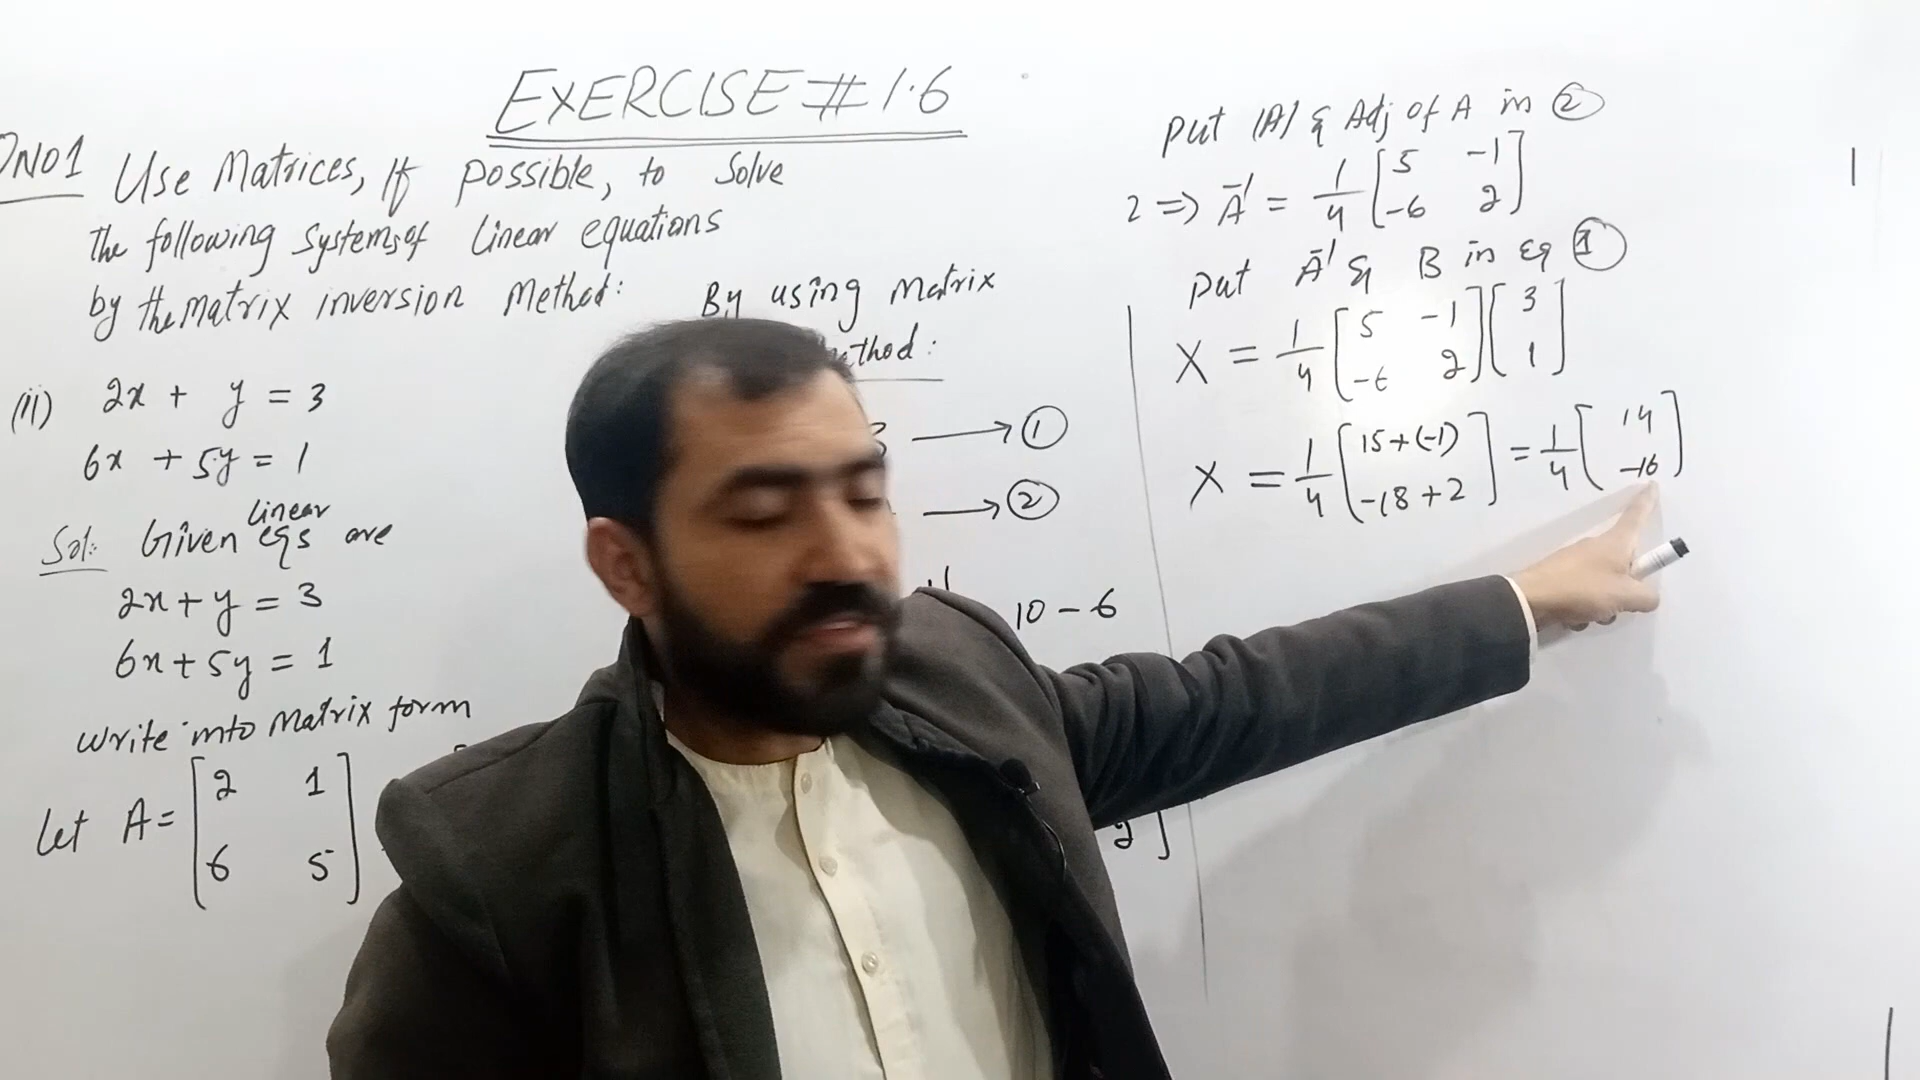 EXERCISE # 1.6
QNO1 Use Matrices, If possible, to solve
the following systems of linear equations
by the matrix inversion method:
(ii) 2x + y = 3
6x + 5y = 1
Sol: Given linear eqs are
2x + y = 3
6x + 5y = 1
write into matrix form
Let A = [2 1
6 5]
By using matrix
method:
3 → ①
→ ②
10 - 6
2]
put |A| & Adj of A in ②
2 ⇒ A⁻¹ = 1/4 [5 -1
-6 2]
put A⁻¹ & B in eq ①
X = 1/4 [5 -1 -6 2] [3 1]
X = 1/4 [15+(-1) -18+2] = 1/4 [14 -16]